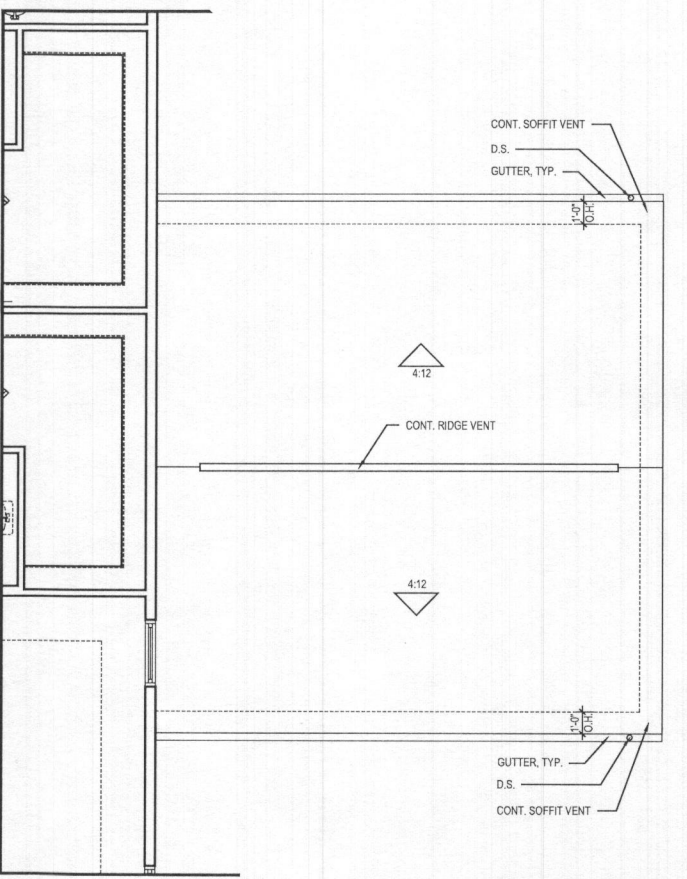 CONT. SOFFIT VENT
D.S.
GUTTER, TYP.
1'-0"
O.H.
4:12
CONT. RIDGE VENT
4:12
1'-0"
O.H.
GUTTER, TYP.
D.S.
CONT. SOFFIT VENT